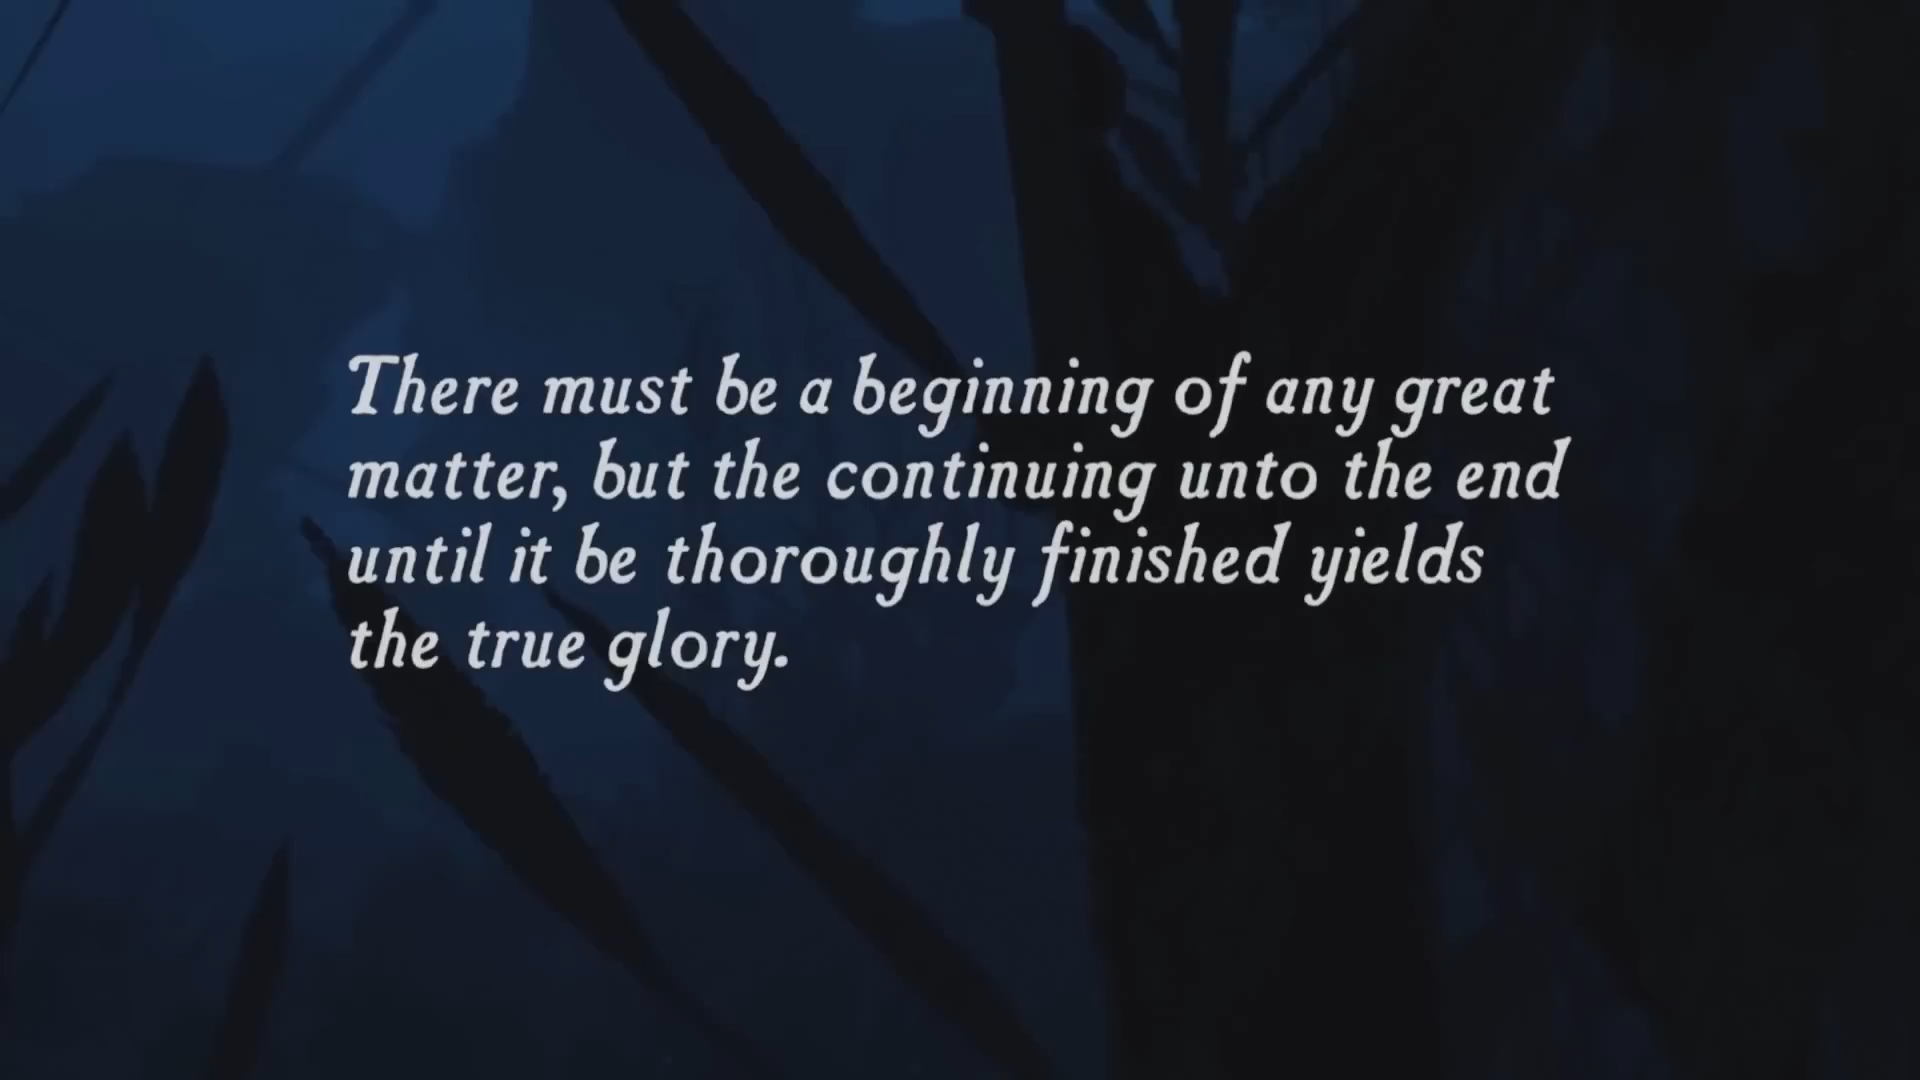 There must be a beginning of any great
matter, but the continuing unto the end
until it be thoroughly finished yields
the true glory.